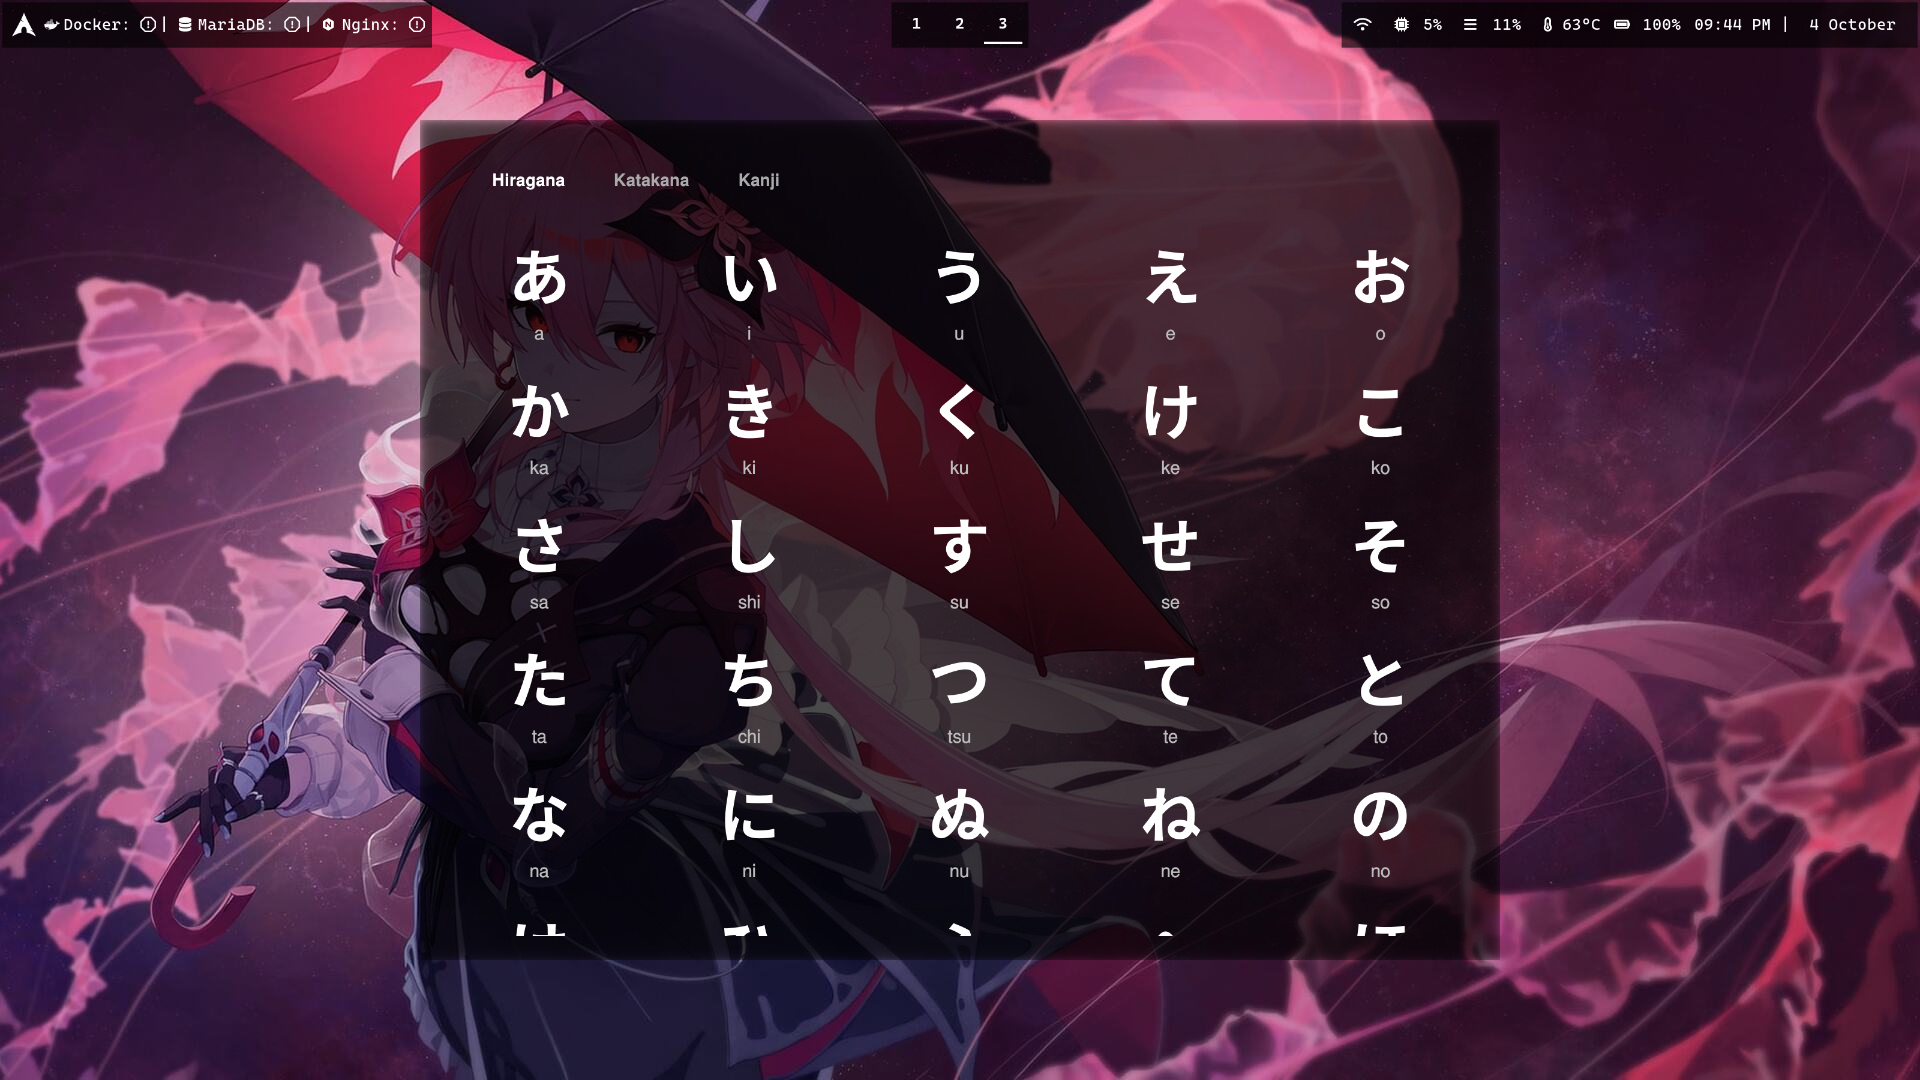 Docker: | MariaDB: | Nginx:
1 2 3
5% 11% 63°C 100% 09:44 PM | 4 October
Hiragana Katakana Kanji
あ い う え お
a i u e o
か き く け こ
ka ki ku ke ko
さ し す せ そ
sa shi su se so
た ち つ て と
ta chi tsu te to
な に ぬ ね の
na ni nu ne no